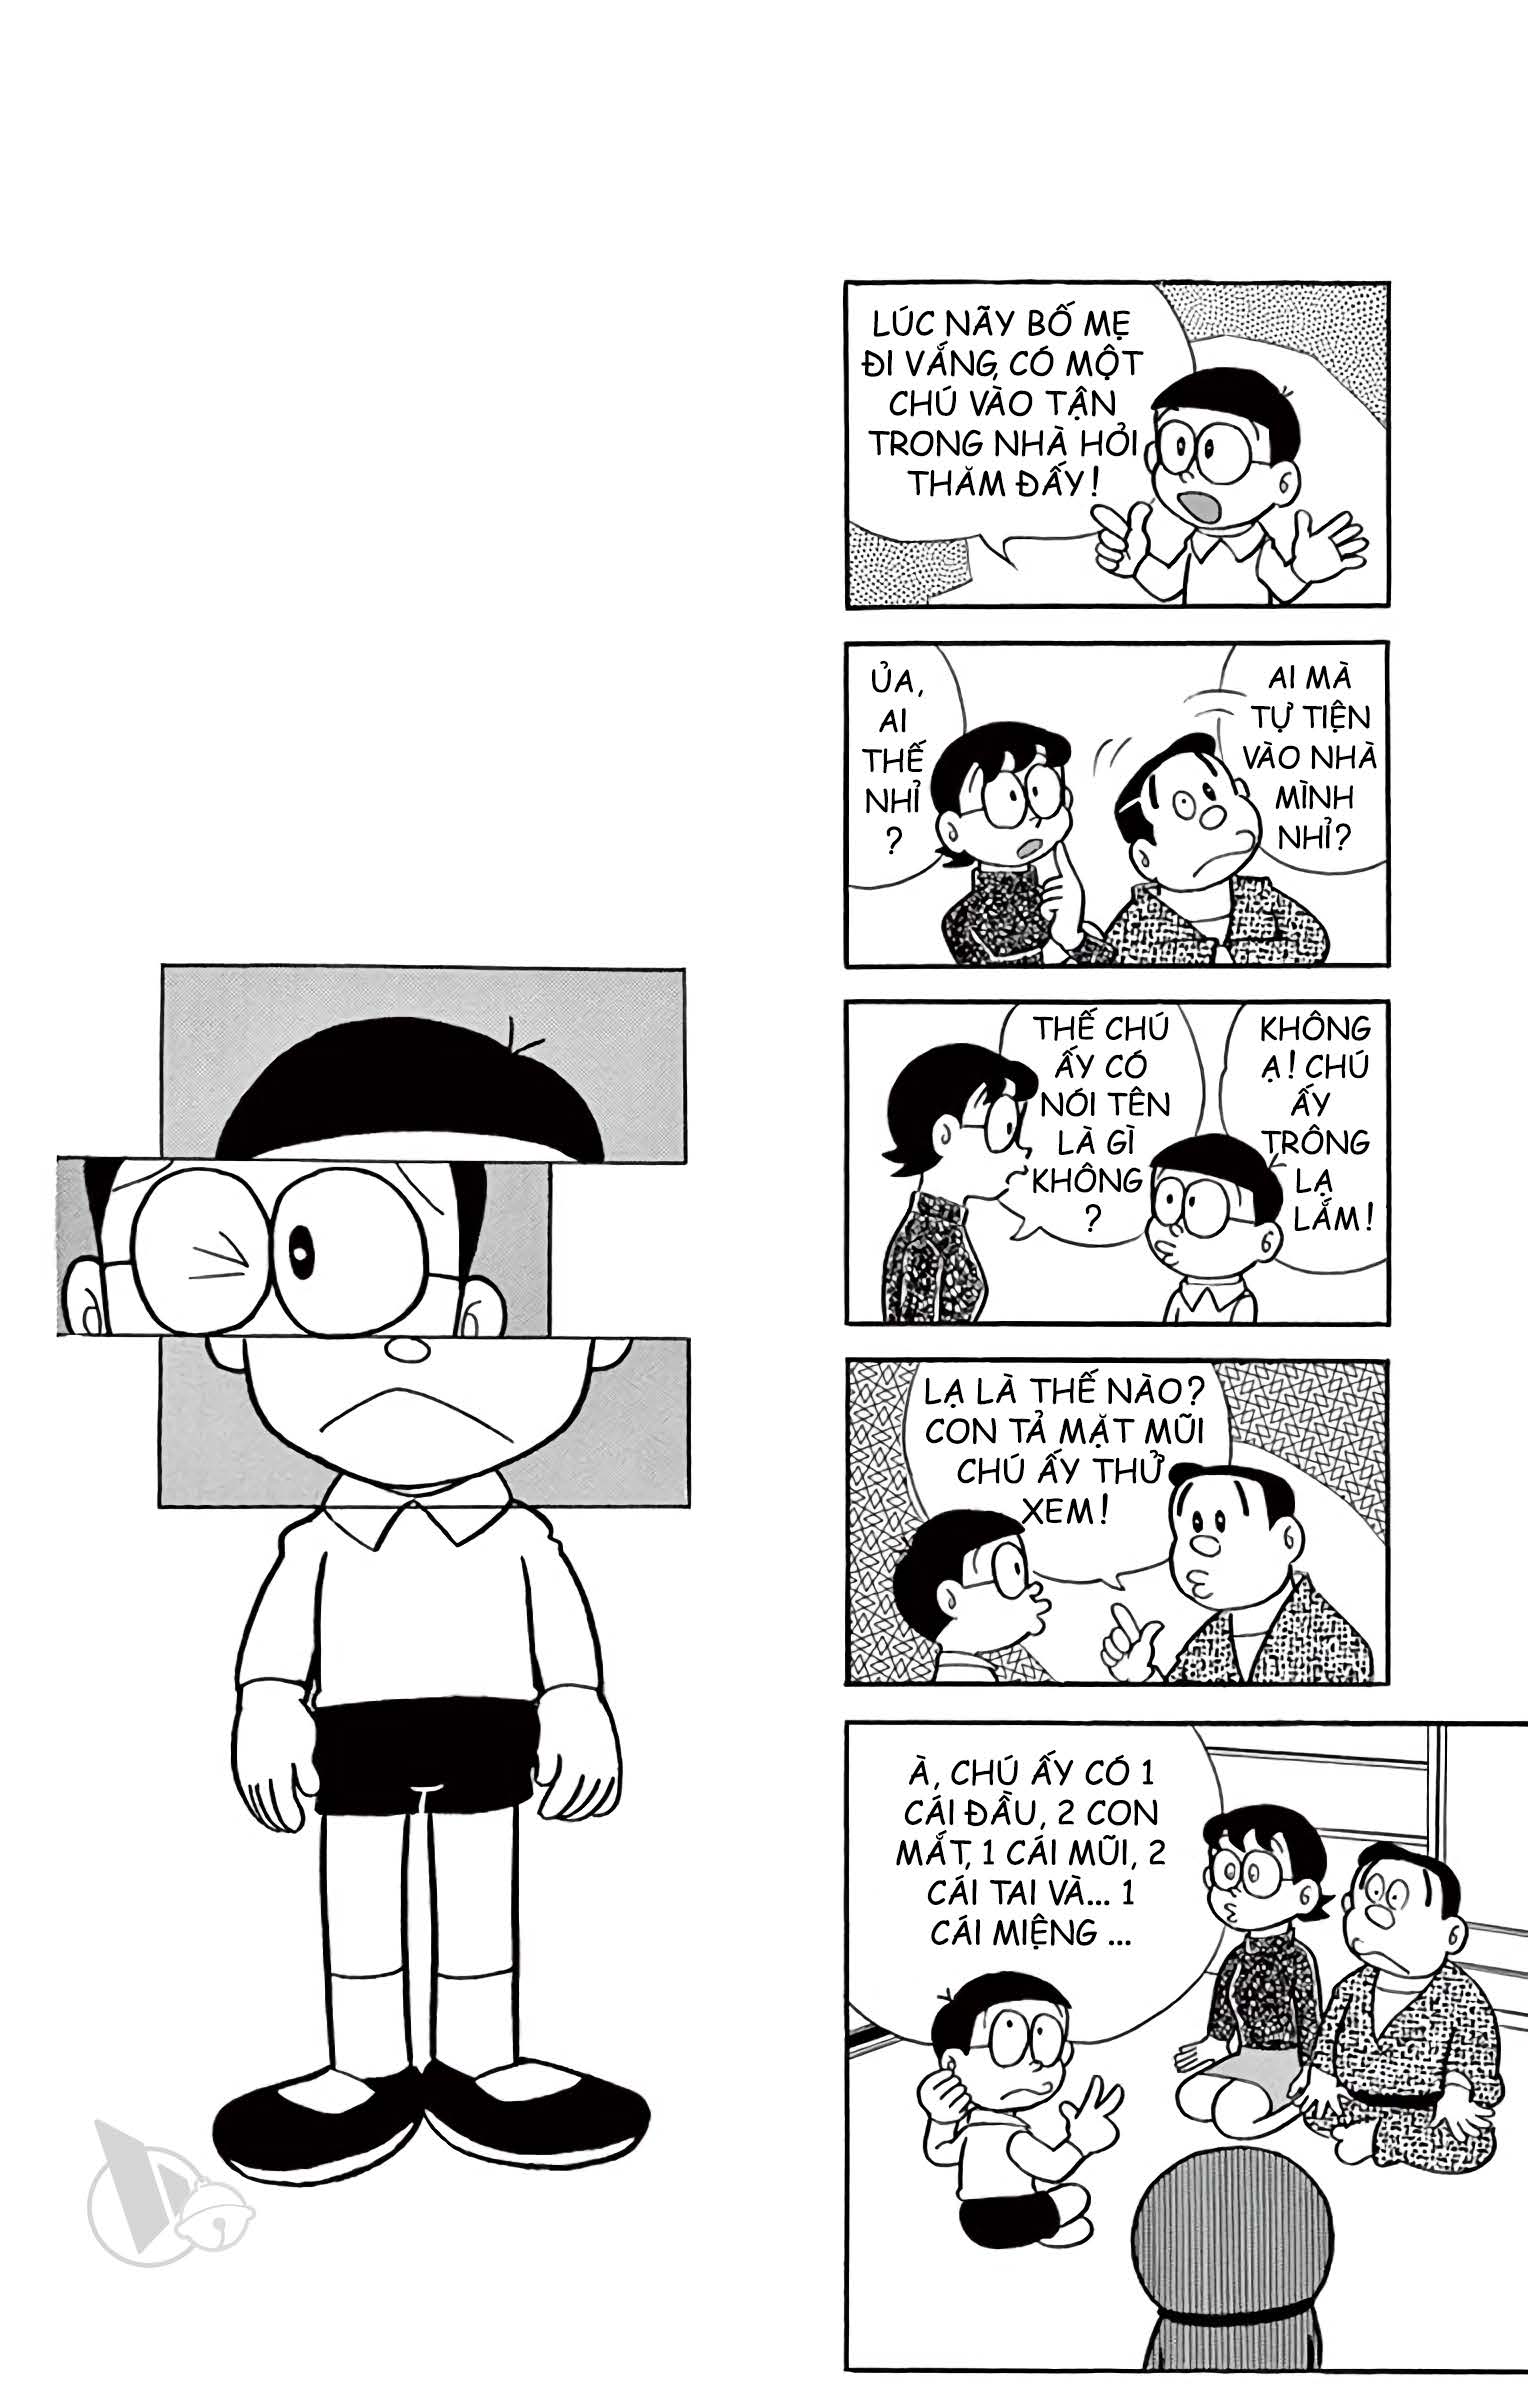 LÚC NÃY BỐ MẸ
ĐI VẮNG, CÓ MỘT
CHÚ VÀO TẬN
TRONG NHÀ HỎI
THĂM ĐẤY!
ỦA,
AI
THẾ
NHỈ
?
AI MÀ
TỰ TIỆN
VÀO NHÀ
MÌNH
NHỈ?
THẾ CHÚ
ẤY CÓ
NÓI TÊN
LÀ GÌ
KHÔNG
?
KHÔNG
Ạ! CHÚ
ẤY
TRÔNG
LẠ
LẮM!
LẠ LÀ THẾ NÀO?
CON TẢ MẶT MŨI
CHÚ ẤY THỬ
XEM!
À, CHÚ ẤY CÓ 1
CÁI ĐẦU, 2 CON
MẮT, 1 CÁI MŨI, 2
CÁI TAI VÀ... 1
CÁI MIỆNG ...